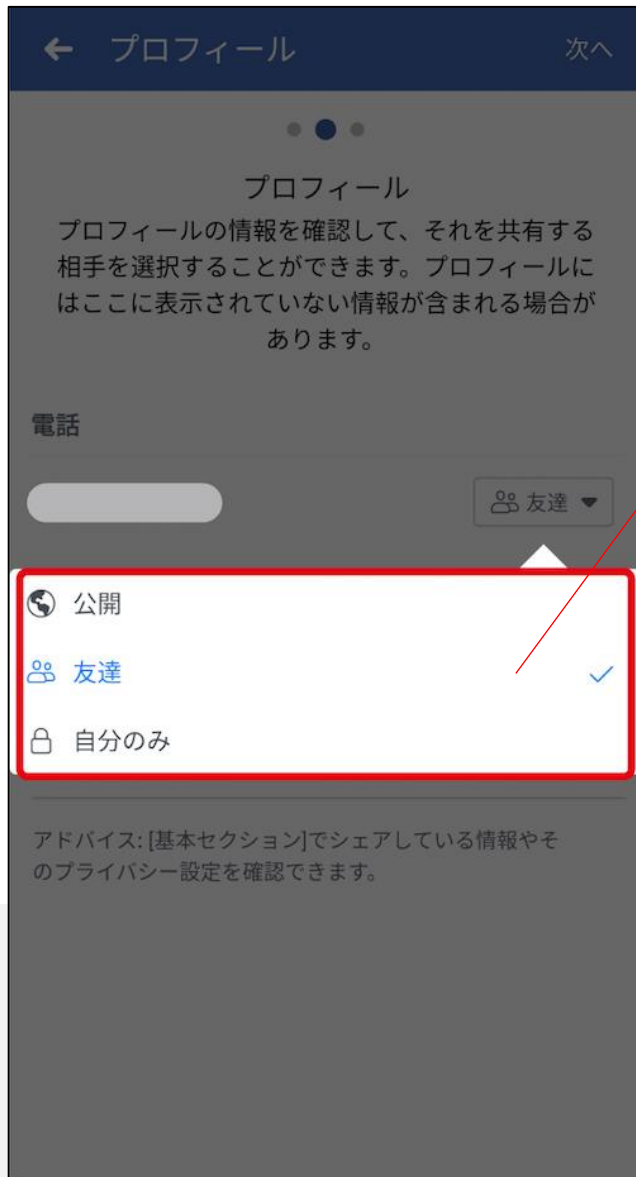 プロフィール 次へ
プロフィール
プロフィールの情報を確認して、それを共有する
相手を選択することができます。プロフィールに
はここに表示されていない情報が含まれる場合が
あります。
電話
友達
公開
友達
自分のみ
アドバイス: [基本セクション]でシェアしている情報やそ
のプライバシー設定を確認できます。